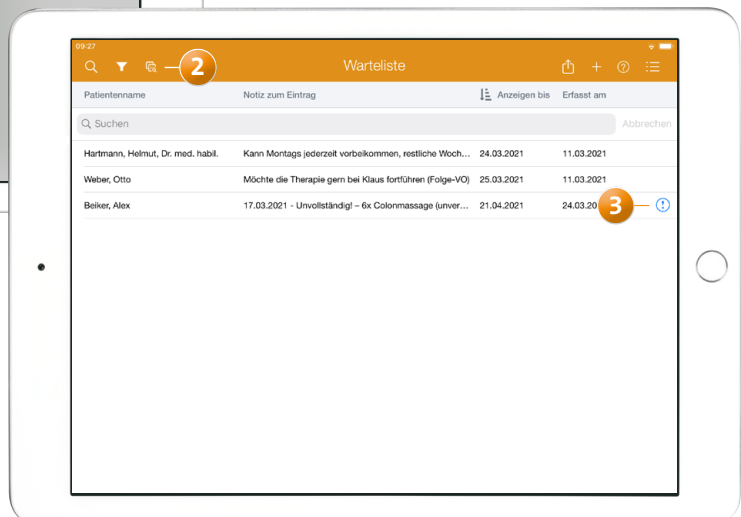 09:27
2
Warteliste
Patientenname Notiz zum Eintrag Anzeigen bis Erfasst am
Suchen Abbrechen
Hartmann, Helmut, Dr. med. habil. Kann Montags jederzeit vorbeikommen, restliche Woch... 24.03.2021 11.03.2021
Weber, Otto Möchte die Therapie gern bei Klaus fortführen (Folge-VO) 25.03.2021 11.03.2021
Beiker, Alex 17.03.2021 - Unvollständig! – 6x Colonmassage (unver... 21.04.2021 24.03.20 3